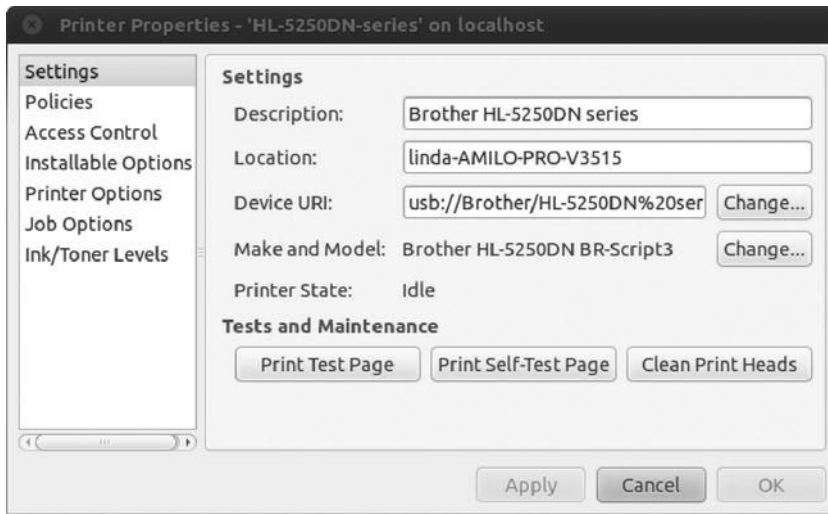 Printer Properties - 'HL-5250DN-series' on localhost
Settings
Policies
Access Control
Installable Options
Printer Options
Job Options
Ink/Toner Levels
Settings
Description: Brother HL-5250DN series
Location: linda-AMILO-PRO-V3515
Device URI: usb://Brother/HL-5250DN%20ser Change...
Make and Model: Brother HL-5250DN BR-Script3 Change...
Printer State: Idle
Tests and Maintenance
Print Test Page Print Self-Test Page Clean Print Heads
Apply Cancel OK